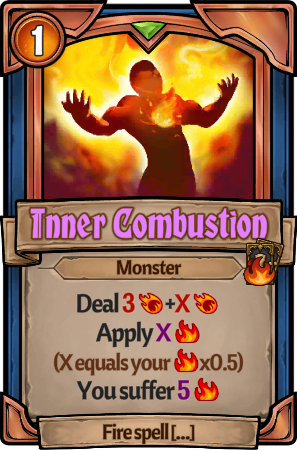 1
Inner Combustion
Monster
Deal 3 +X
Apply X
(X equals your x0.5)
You suffer 5
Fire spell [...]